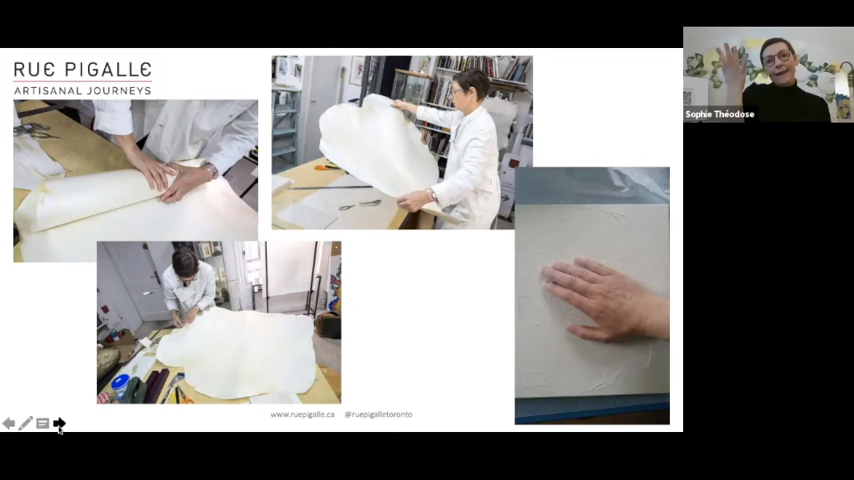 RUE PIGALLE
ARTISANAL JOURNEYS
Sophie Théodose
www.ruepigalle.ca @ruepigalletoronto